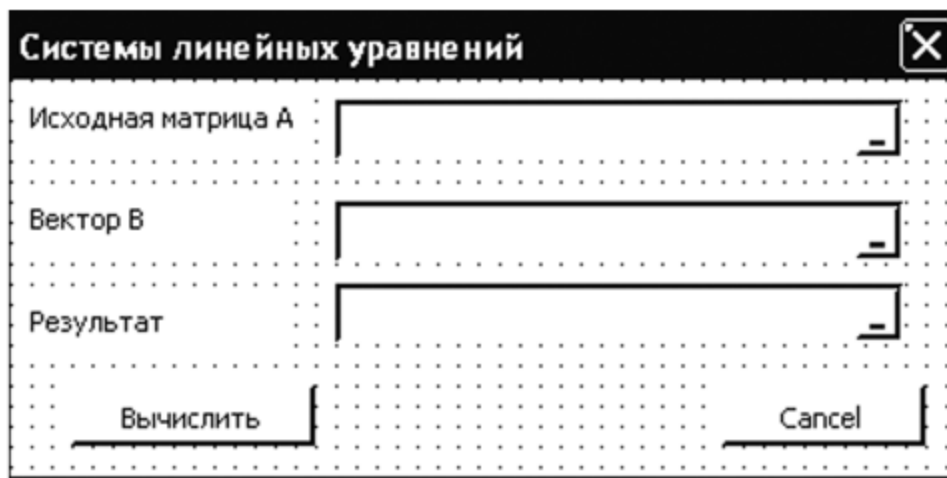 Системы линейных уравнений
Исходная матрица A
Вектор B
Результат
Вычислить
Cancel